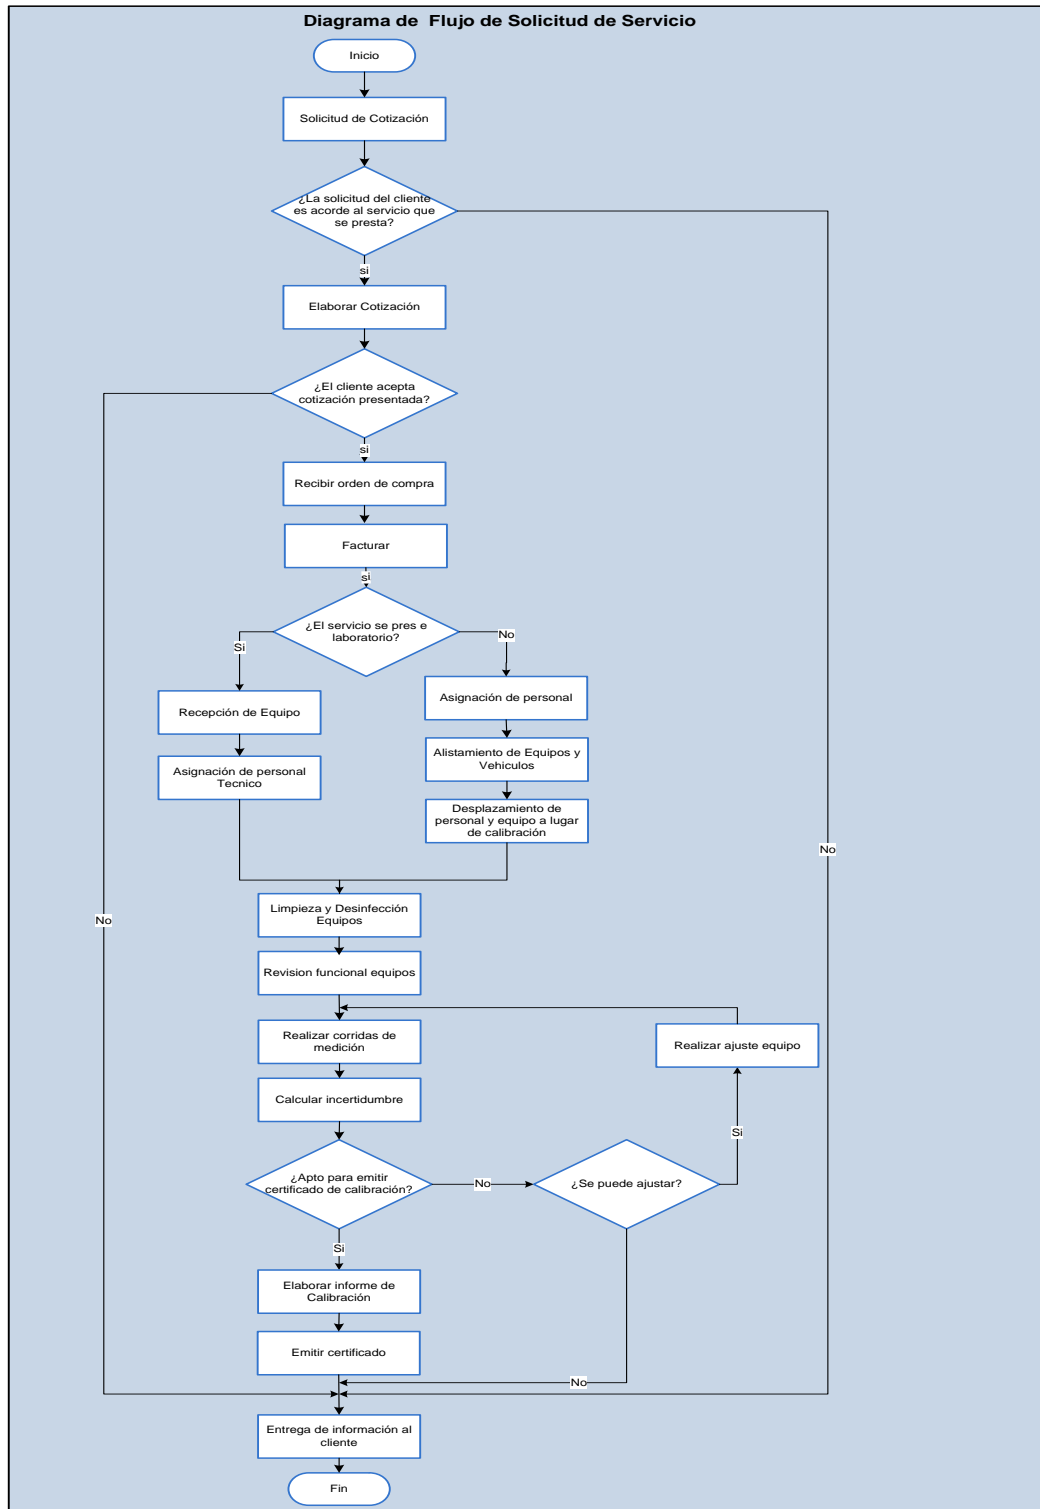 Diagrama de Flujo de Solicitud de Servicio
Inicio
Solicitud de Cotización
¿La solicitud del cliente
es acorde al servicio que
se presta?
si
Elaborar Cotización
¿El cliente acepta
cotización presentada?
si
Recibir orden de compra
Facturar
si
¿El servicio se pres e
laboratorio?
Si
No
Recepción de Equipo
Asignación de personal
Tecnico
Asignación de personal
Alistamiento de Equipos y
Vehiculos
Desplazamiento de
personal y equipo a lugar
de calibración
No
No
Limpieza y Desinfección
Equipos
Revision funcional equipos
Realizar corridas de
medición
Realizar ajuste equipo
Calcular incertidumbre
Si
¿Apto para emitir
certificado de calibración?
No
¿Se puede ajustar?
Si
Elaborar informe de
Calibración
Emitir certificado
No
Entrega de información al
cliente
Fin